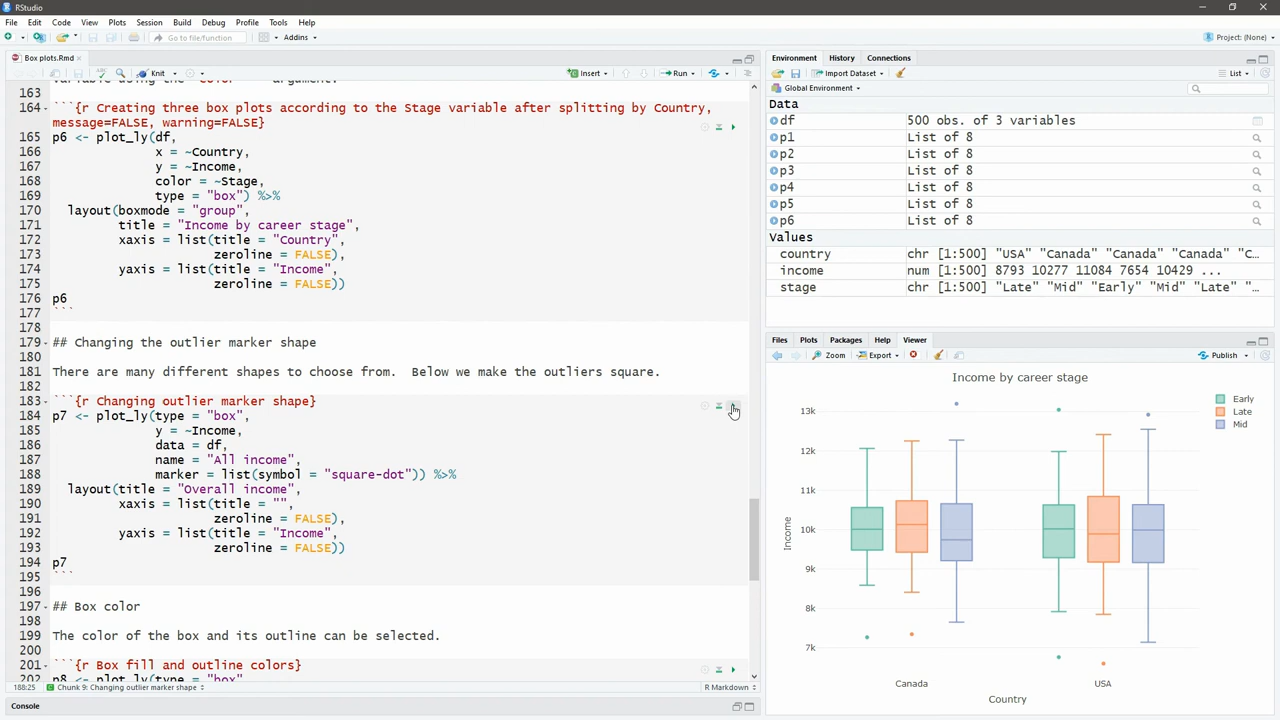 RStudio
File Edit Code View Plots Session Build Debug Profile Tools Help
Go to file/function Addins Project: (None)
Box plots.Rmd
Knit Insert Run
163
164 ```{r Creating three box plots according to the Stage variable after splitting by Country,
message=FALSE, warning=FALSE}
165 p6 <- plot_ly(df,
166 x = ~Country,
167 y = ~Income,
168 color = ~Stage,
169 type = "box") %>%
170 layout(boxmode = "group",
171 title = "Income by career stage",
172 xaxis = list(title = "Country",
173 zeroline = FALSE),
174 yaxis = list(title = "Income",
175 zeroline = FALSE))
176 p6
177 ```
178
179 ## Changing the outlier marker shape
180
181 There are many different shapes to choose from.  Below we make the outliers square.
182
183 ```{r Changing outlier marker shape}
184 p7 <- plot_ly(type = "box",
185 y = ~Income,
186 data = df,
187 name = "All income",
188 marker = list(symbol = "square-dot")) %>%
189 layout(title = "Overall income",
190 xaxis = list(title = "",
191 zeroline = FALSE),
192 yaxis = list(title = "Income",
193 zeroline = FALSE))
194 p7
195 ```
196
197 ## Box color
198
199 The color of the box and its outline can be selected.
200
201 ```{r Box fill and outline colors}
202 p8 <- plot_ly(type = "box"
188:25 Chunk 9: Changing outlier marker shape R Markdown
Console
Environment History Connections
Import Dataset List
Global Environment
Data
df 500 obs. of 3 variables
p1 List of 8
p2 List of 8
p3 List of 8
p4 List of 8
p5 List of 8
p6 List of 8
Values
country chr [1:500] "USA" "Canada" "Canada" "Canada" "C...
income num [1:500] 8793 10277 11084 7654 10429 ...
stage chr [1:500] "Late" "Mid" "Early" "Mid" "Late" "...
Files Plots Packages Help Viewer
Zoom Export Publish
Income by career stage
Early
Late
Mid
13k
12k
11k
10k
9k
8k
7k
Income
Canada USA
Country